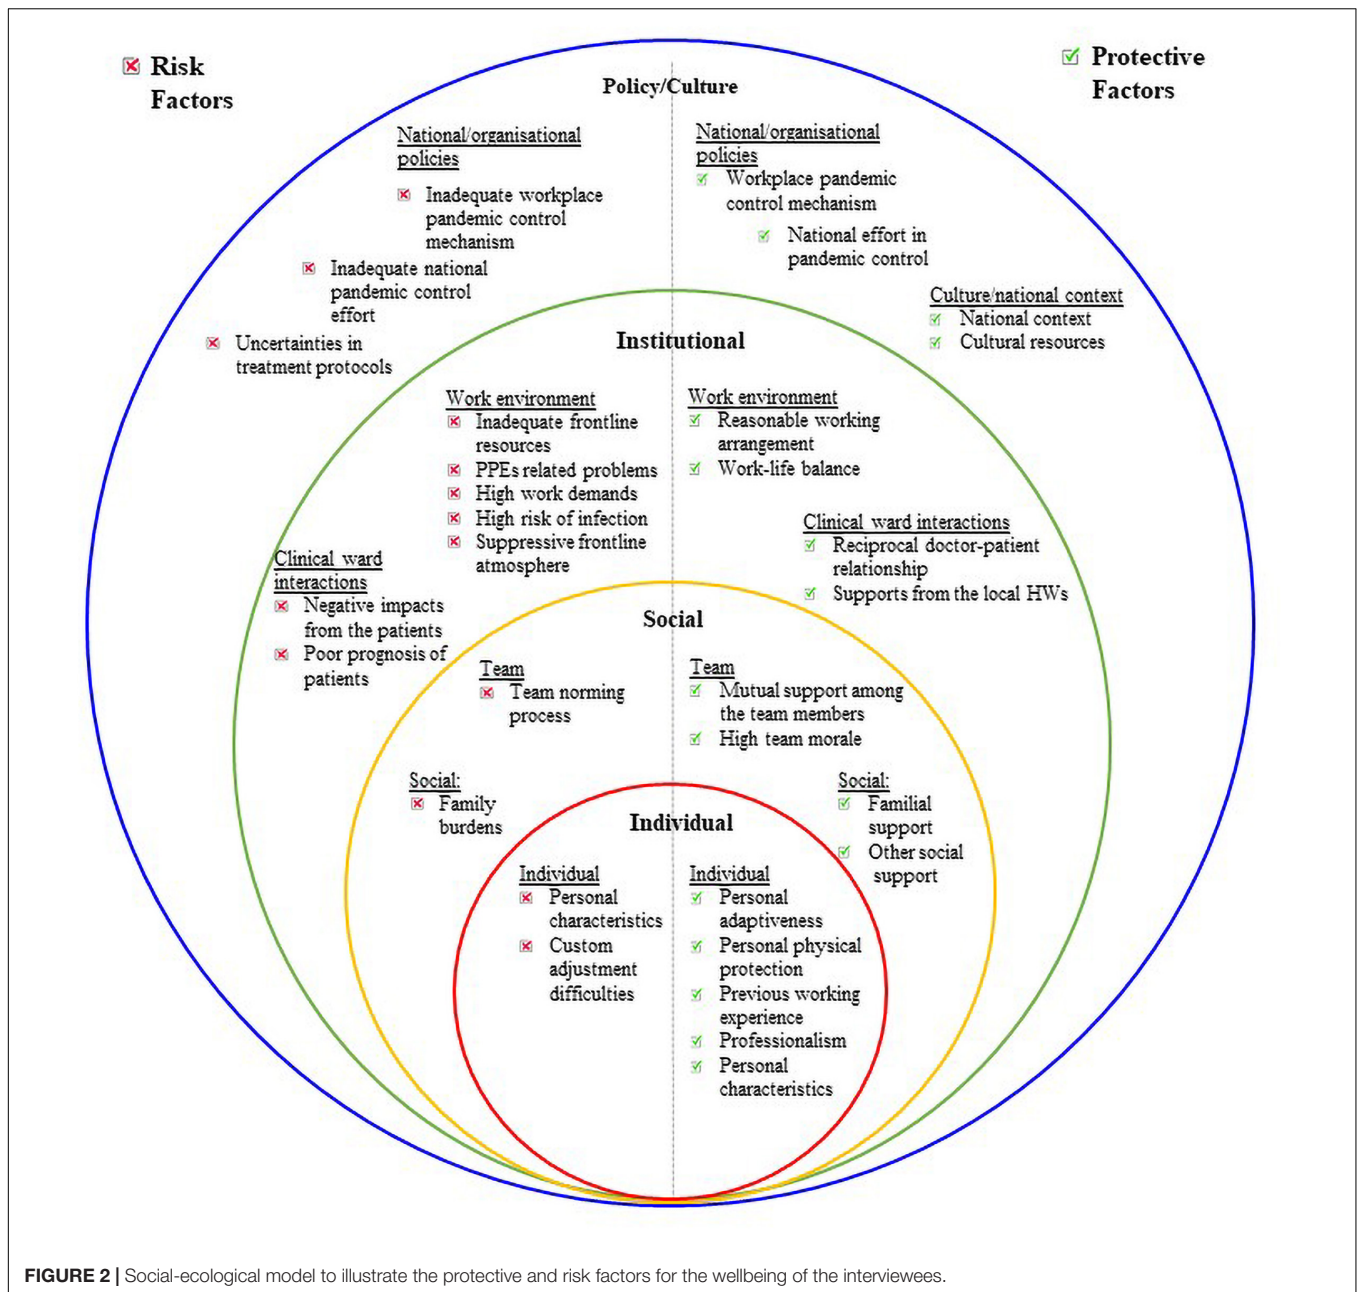 Risk
Factors
Protective
Factors
Policy/Culture
National/organisational
policies
Inadequate workplace
pandemic control
mechanism
Inadequate national
pandemic control
effort
Uncertainties in
treatment protocols
National/organisational
policies
Workplace pandemic
control mechanism
National effort in
pandemic control
Culture/national context
National context
Cultural resources
Institutional
Work environment
Inadequate frontline
resources
PPEs related problems
High work demands
High risk of infection
Suppressive frontline
atmosphere
Clinical ward
interactions
Negative impacts
from the patients
Poor prognosis of
patients
Work environment
Reasonable working
arrangement
Work-life balance
Clinical ward interactions
Reciprocal doctor-patient
relationship
Supports from the local HWs
Social
Team
Team norming
process
Social:
Family
burdens
Team
Mutual support among
the team members
High team morale
Social:
Familial
support
Other social
support
Individual
Individual
Personal
characteristics
Custom
adjustment
difficulties
Individual
Personal
adaptiveness
Personal physical
protection
Previous working
experience
Professionalism
Personal
characteristics
FIGURE 2 | Social-ecological model to illustrate the protective and risk factors for the wellbeing of the interviewees.